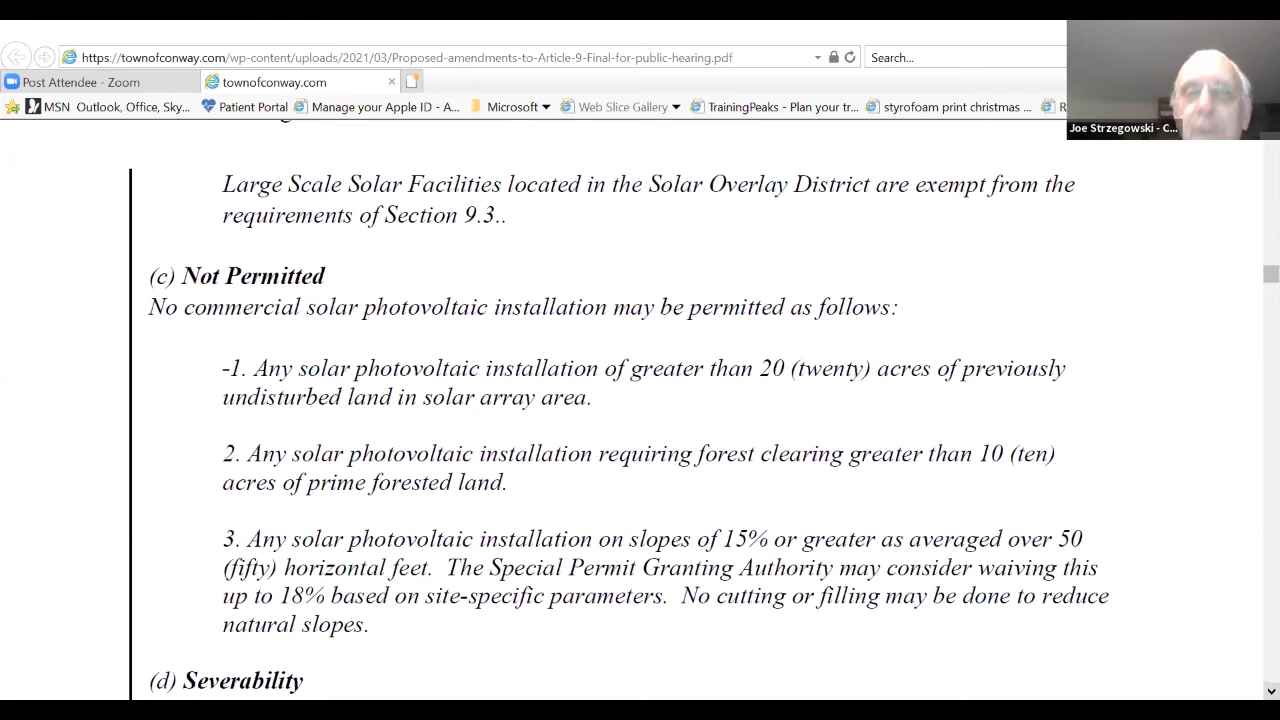 https://townofconway.com/wp-content/uploads/2021/03/Proposed-amendments-to-Article-9-Final-for-public-hearing.pdf
Search...
Post Attendee - Zoom
townofconway.com
MSN
Outlook, Office, Sky...
Patient Portal
Manage your Apple ID - A...
Microsoft
Web Slice Gallery
TrainingPeaks - Plan your tr...
styrofoam print christmas ...
Joe Strzegowski - C...
Large Scale Solar Facilities located in the Solar Overlay District are exempt from the
requirements of Section 9.3..
(c) Not Permitted
No commercial solar photovoltaic installation may be permitted as follows:
-1. Any solar photovoltaic installation of greater than 20 (twenty) acres of previously
undisturbed land in solar array area.
2. Any solar photovoltaic installation requiring forest clearing greater than 10 (ten)
acres of prime forested land.
3. Any solar photovoltaic installation on slopes of 15% or greater as averaged over 50
(fifty) horizontal feet. The Special Permit Granting Authority may consider waiving this
up to 18% based on site-specific parameters. No cutting or filling may be done to reduce
natural slopes.
(d) Severability